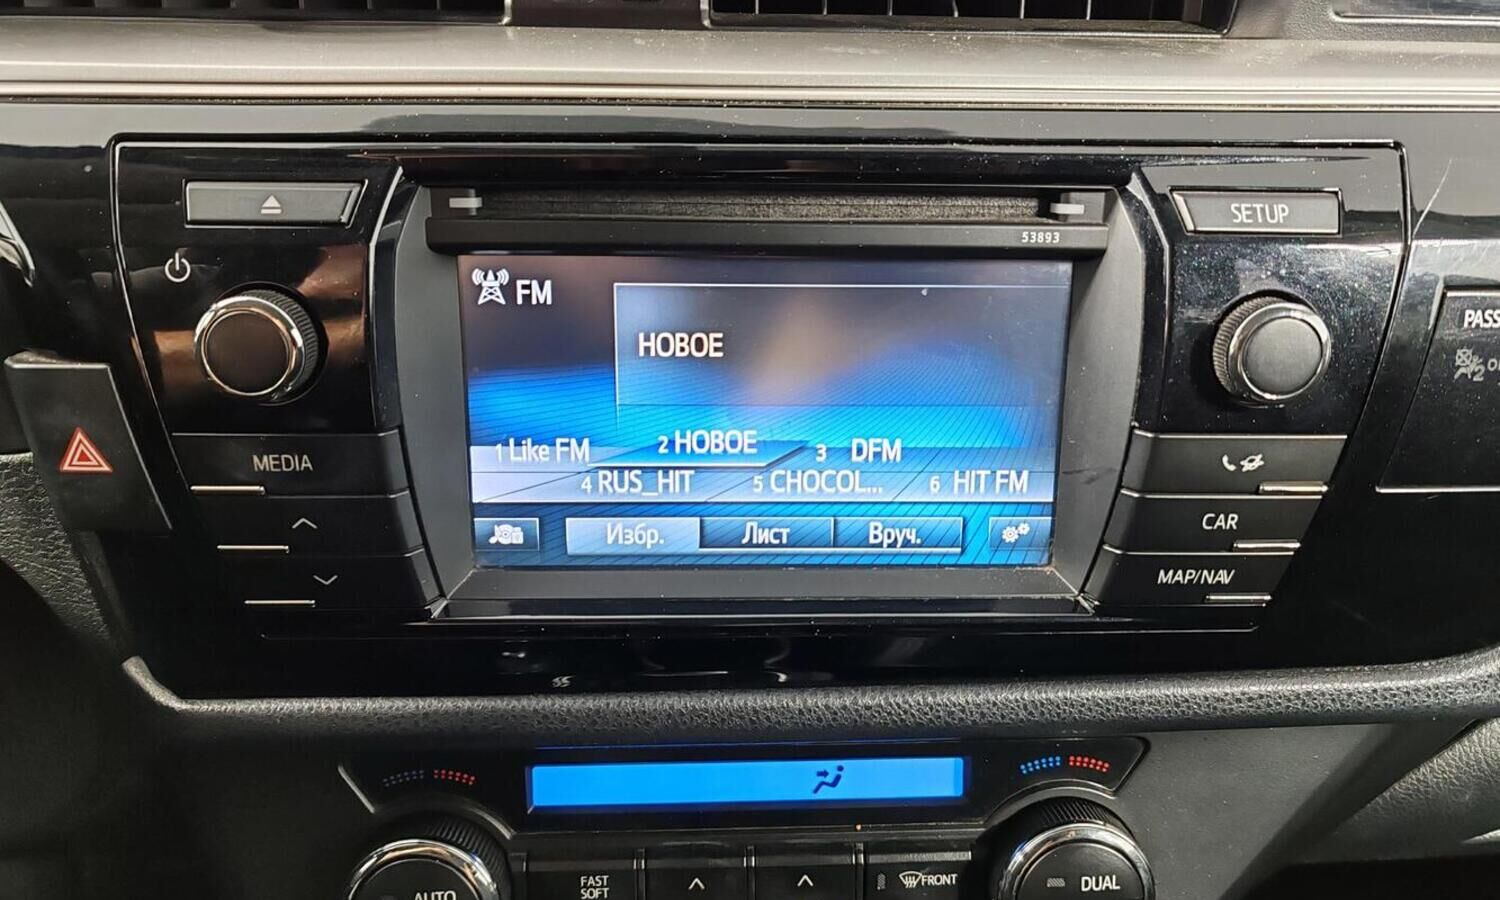 SETUP
53893
FM
PASS
НОВОЕ
1 Like FM 2 НОВОЕ 3 DFM
4 RUS_HIT 5 CHOCOL... 6 HIT FM
MEDIA
Избр. Лист Вруч.
CAR
MAP/NAV
AUTO
FAST
SOFT
FRONT
DUAL